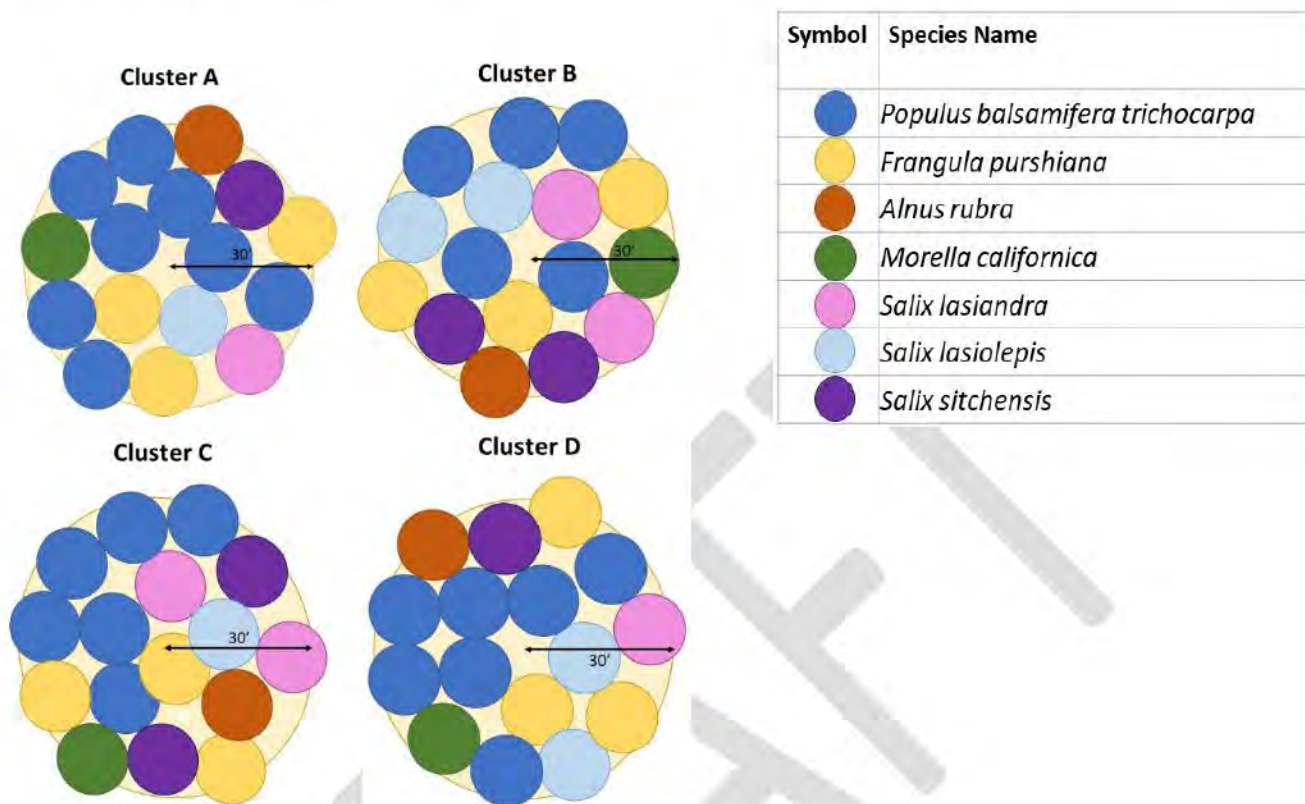 Cluster A
Cluster B
30'
30'
Cluster C
Cluster D
30'
30'
Symbol Species Name
Populus balsamifera trichocarpa
Frangula purshiana
Alnus rubra
Morella californica
Salix lasiandra
Salix lasiolepis
Salix sitchensis